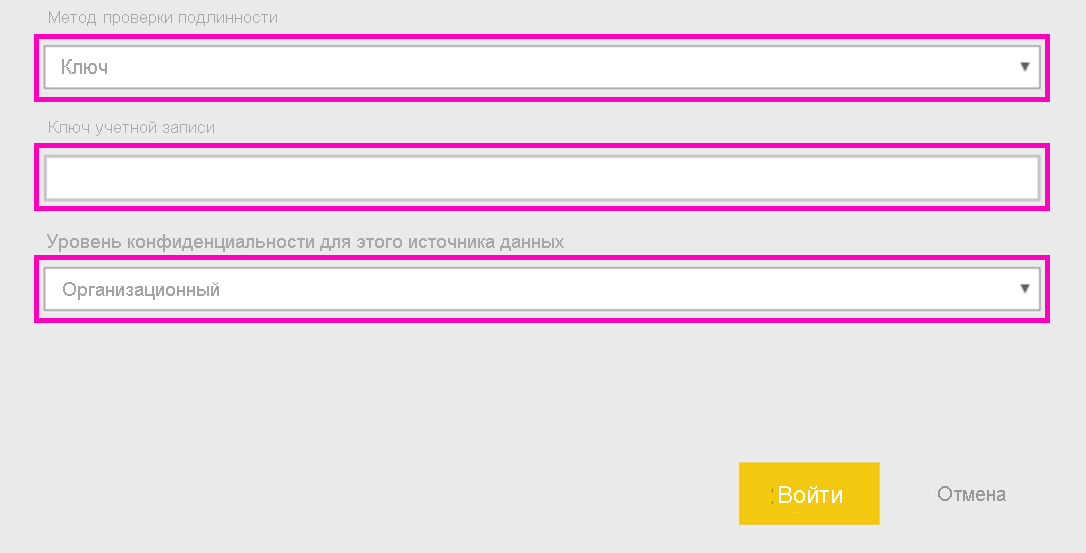 Метод проверки подлинности
Ключ
Ключ учетной записи
Уровень конфиденциальности для этого источника данных
Организационный
Войти
Отмена